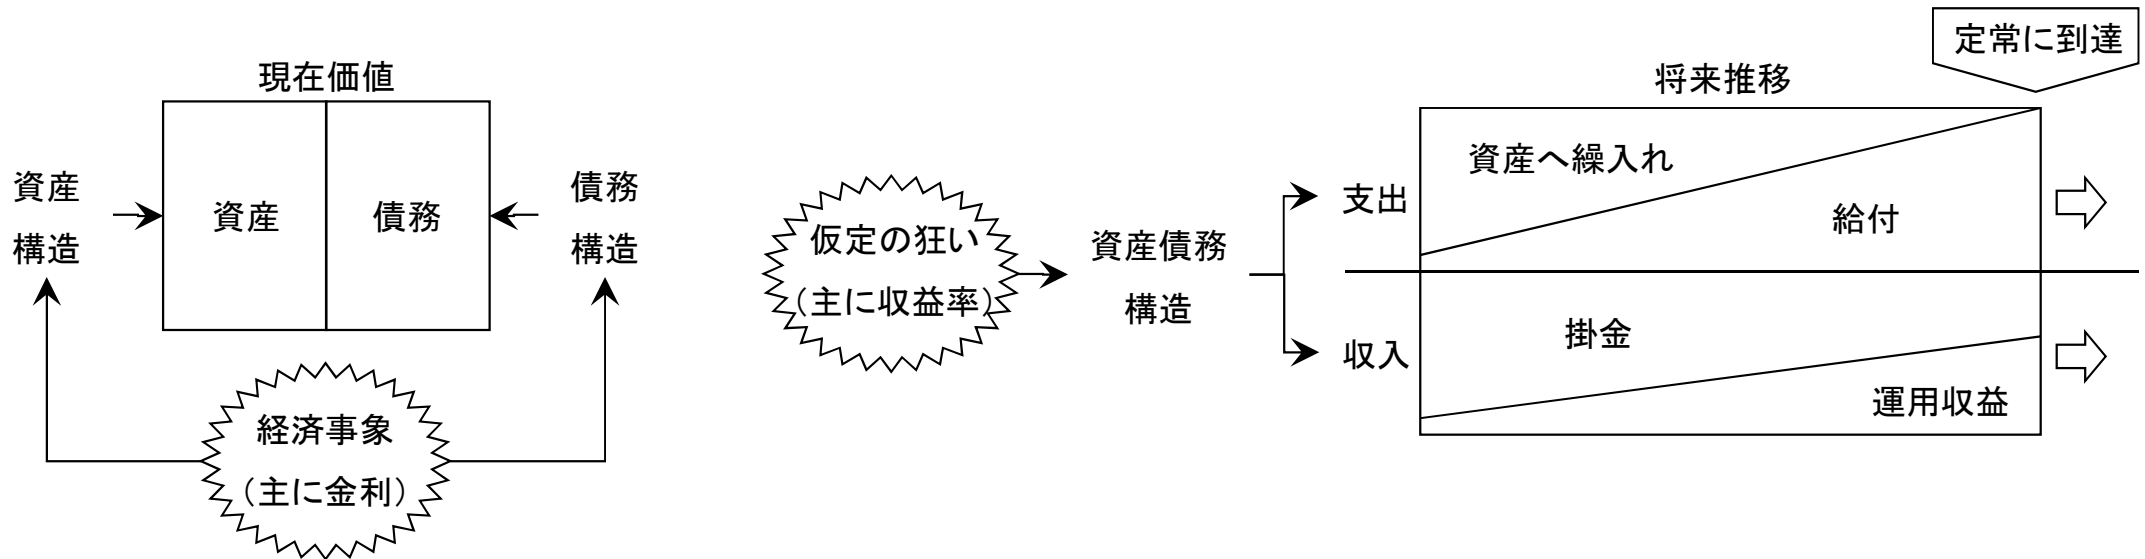 現在価値
資産
構造
資産
債務
債務
構造
経済事象
（主に金利）
仮定の狂い
（主に収益率）
資産債務
構造
定常に到達
将来推移
支出
資産へ繰入れ
給付
収入
掛金
運用収益